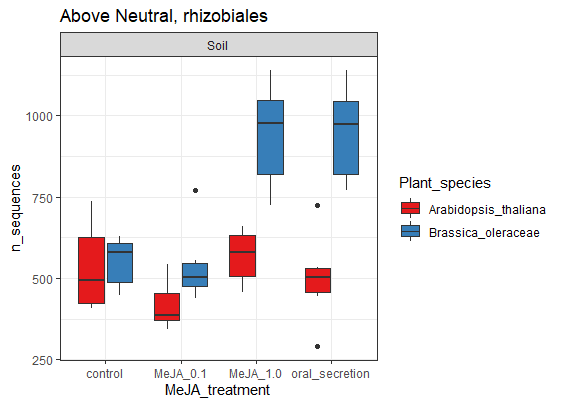 Above Neutral, rhizobiales
Soil
1000
750
500
250
n_sequences
control MeJA_0.1 MeJA_1.0 oral_secretion
MeJA_treatment
Plant_species
Arabidopsis_thaliana
Brassica_oleraceae